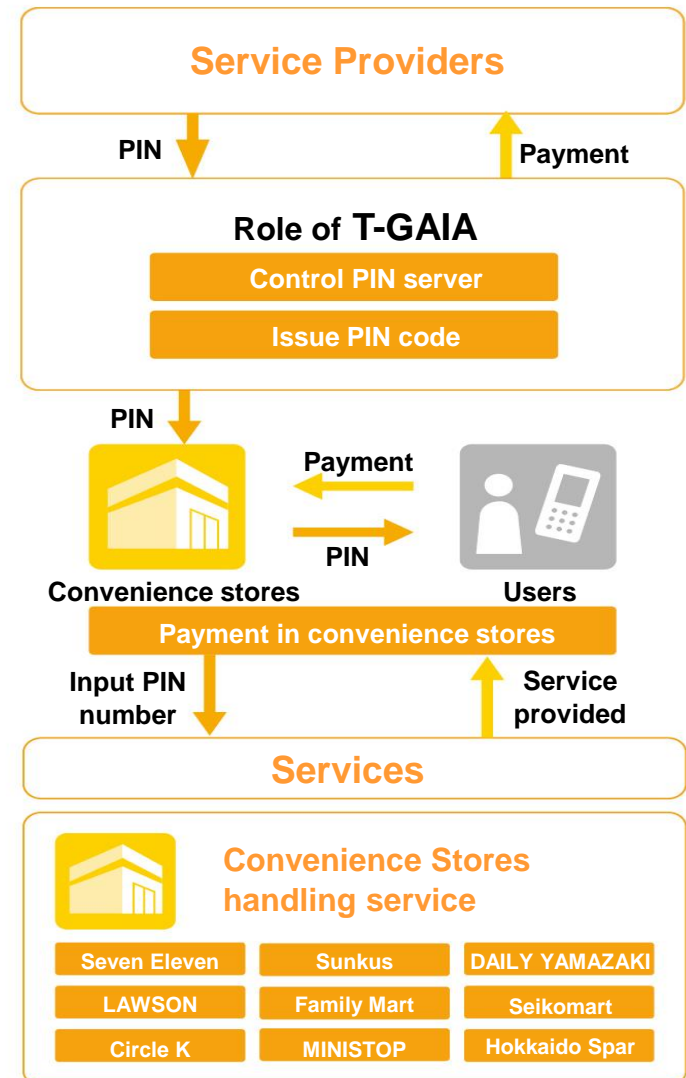 Service Providers
PIN
Payment
Role of T-GAIA
Control PIN server
Issue PIN code
PIN
Payment
PIN
Convenience stores
Users
Payment in convenience stores
Input PIN
number
Service
provided
Services
Convenience Stores
handling service
Seven Eleven
Sunkus
DAILY YAMAZAKI
LAWSON
Family Mart
Seikomart
Circle K
MINISTOP
Hokkaido Spar